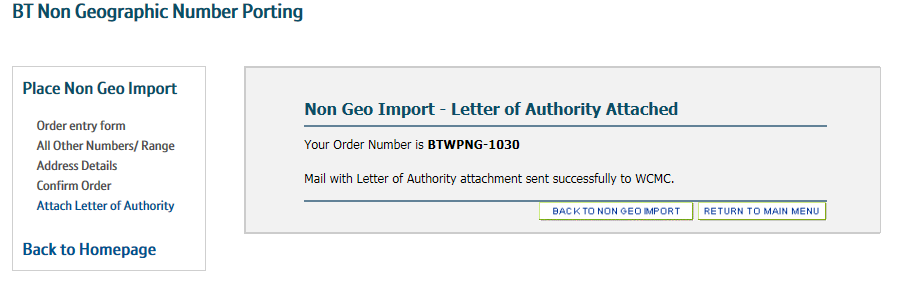 BT Non Geographic Number Porting
Place Non Geo Import
Order entry form
All Other Numbers/ Range
Address Details
Confirm Order
Attach Letter of Authority
Back to Homepage
Non Geo Import - Letter of Authority Attached
Your Order Number is BTWPNG-1030
Mail with Letter of Authority attachment sent successfully to WCMC.
BACK TO NON GEO IMPORT
RETURN TO MAIN MENU